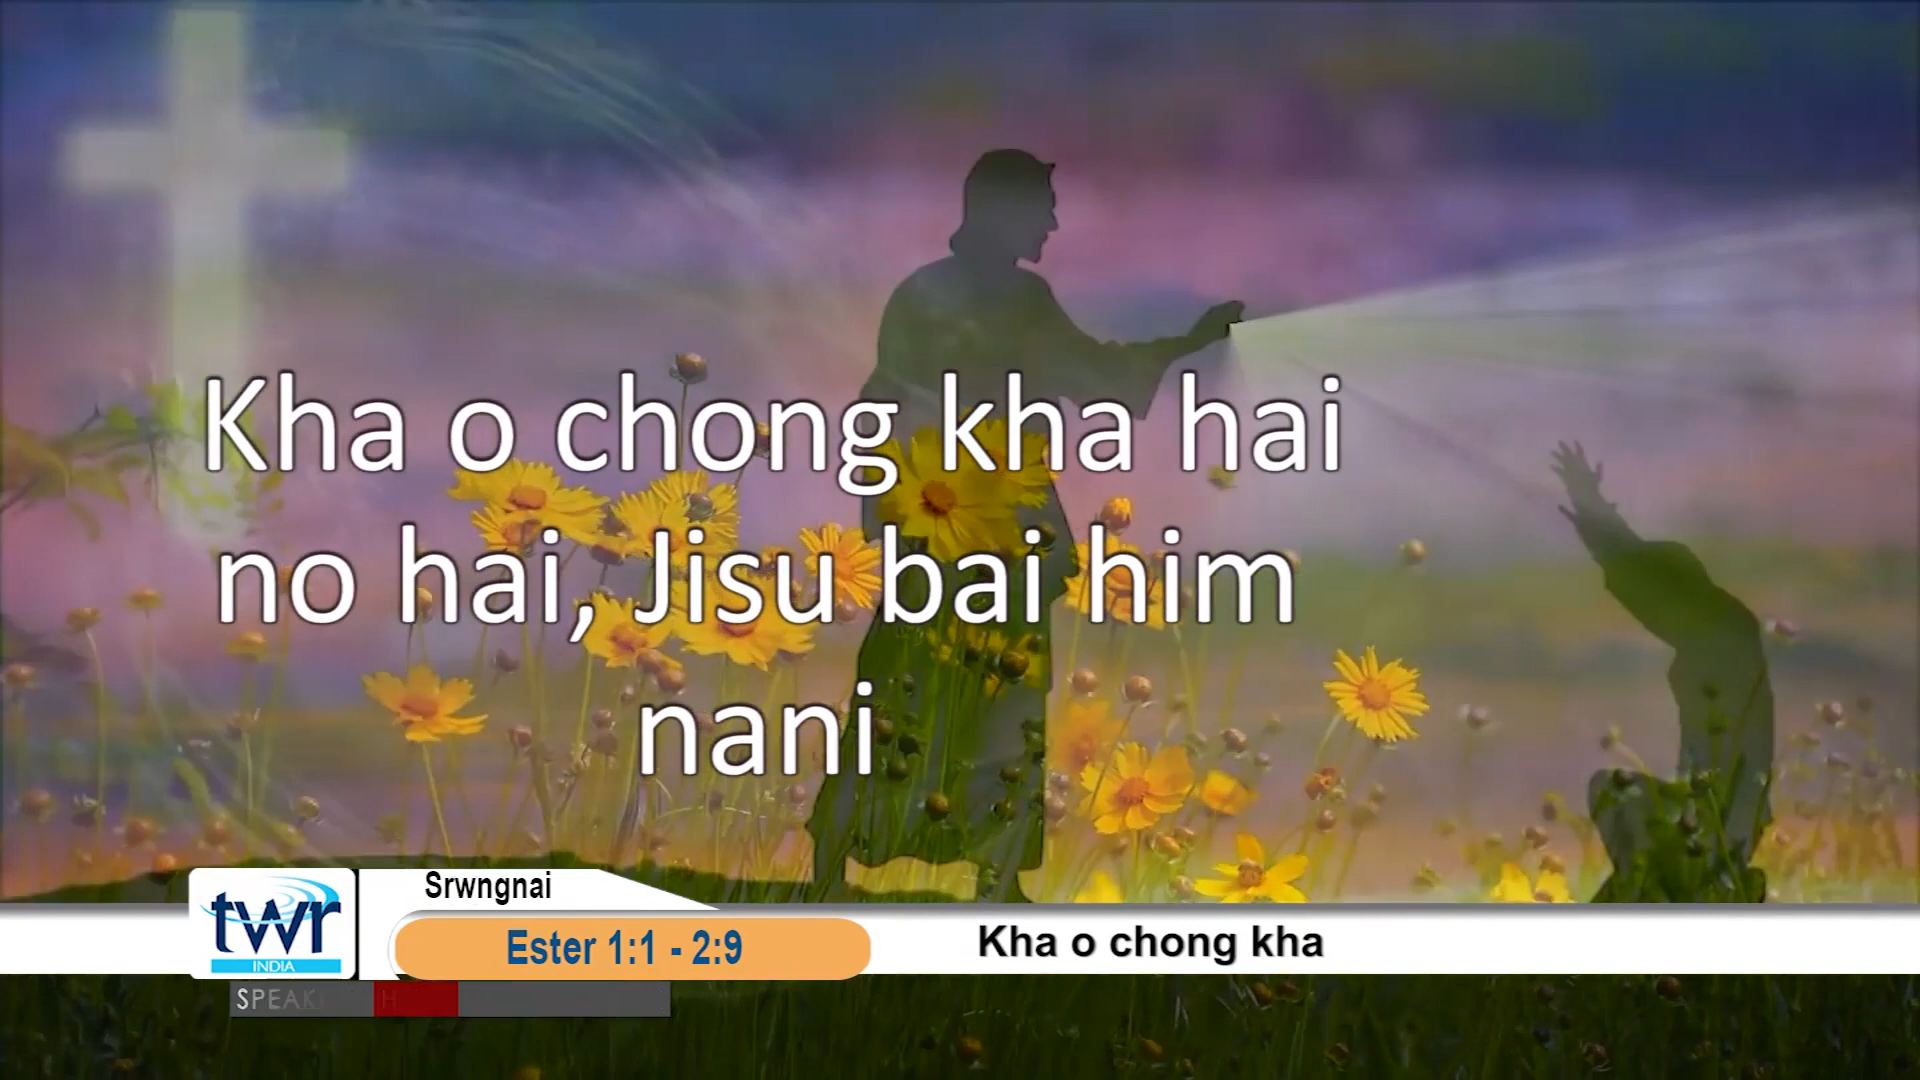 Kha o chong kha hai
no hai, Jisu bai him
nani
Srwngnai
twr
INDIA
Ester 1:1 - 2:9
Kha o chong kha